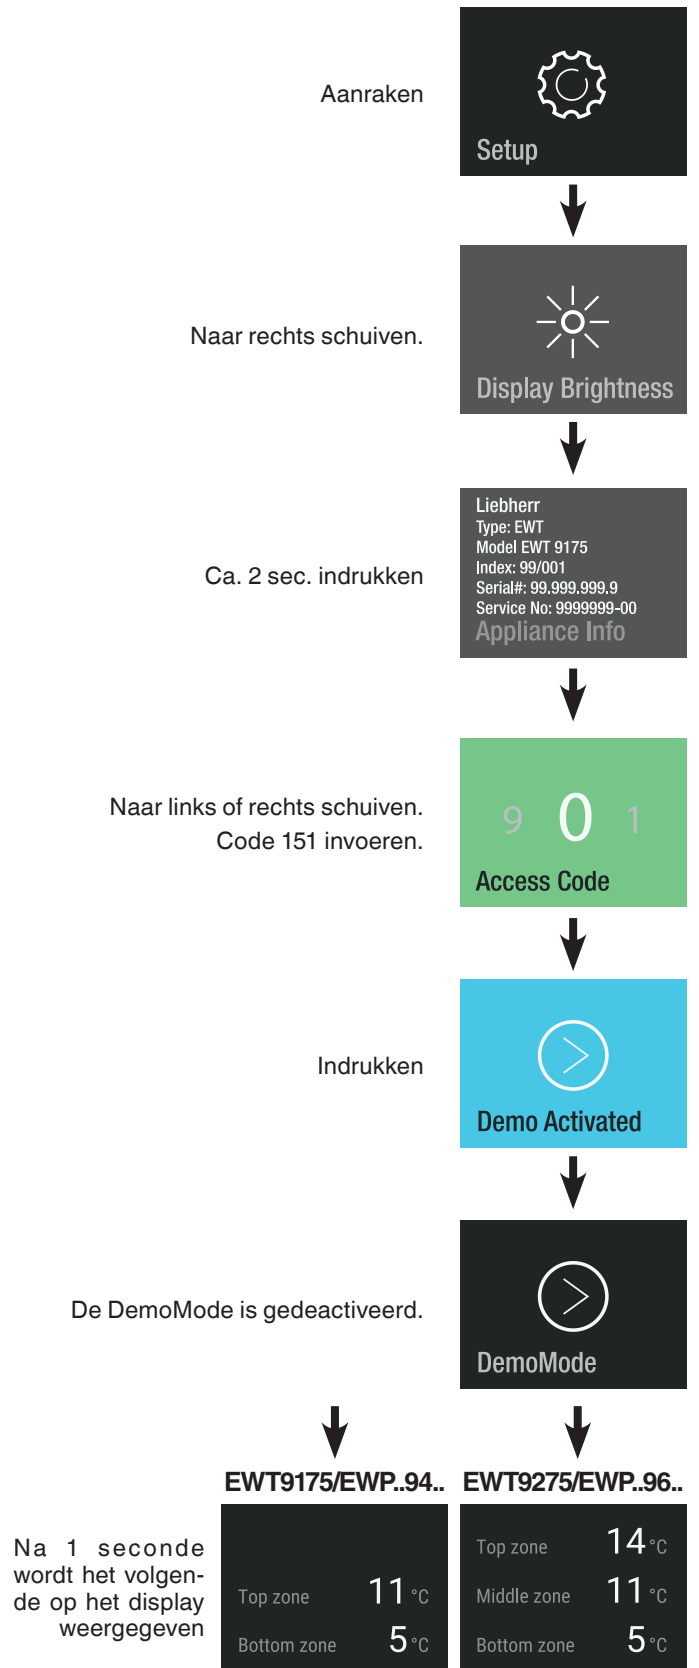 Aanraken
Setup
Naar rechts schuiven.
Display Brightness
Ca. 2 sec. indrukken
Liebherr
Type: EWT
Model EWT 9175
Index: 99/001
Serial#: 99.999.999.9
Service No: 9999999-00
Appliance Info
Naar links of rechts schuiven.
Code 151 invoeren.
9 0 1
Access Code
Indrukken
Demo Activated
De DemoMode is gedeactiveerd.
DemoMode
EWT9175/EWP..94..
EWT9275/EWP..96..
Na 1 seconde
wordt het volgen-
de op het display
weergegeven
Top zone 11 °C
Bottom zone 5 °C
Top zone 14 °C
Middle zone 11 °C
Bottom zone 5 °C